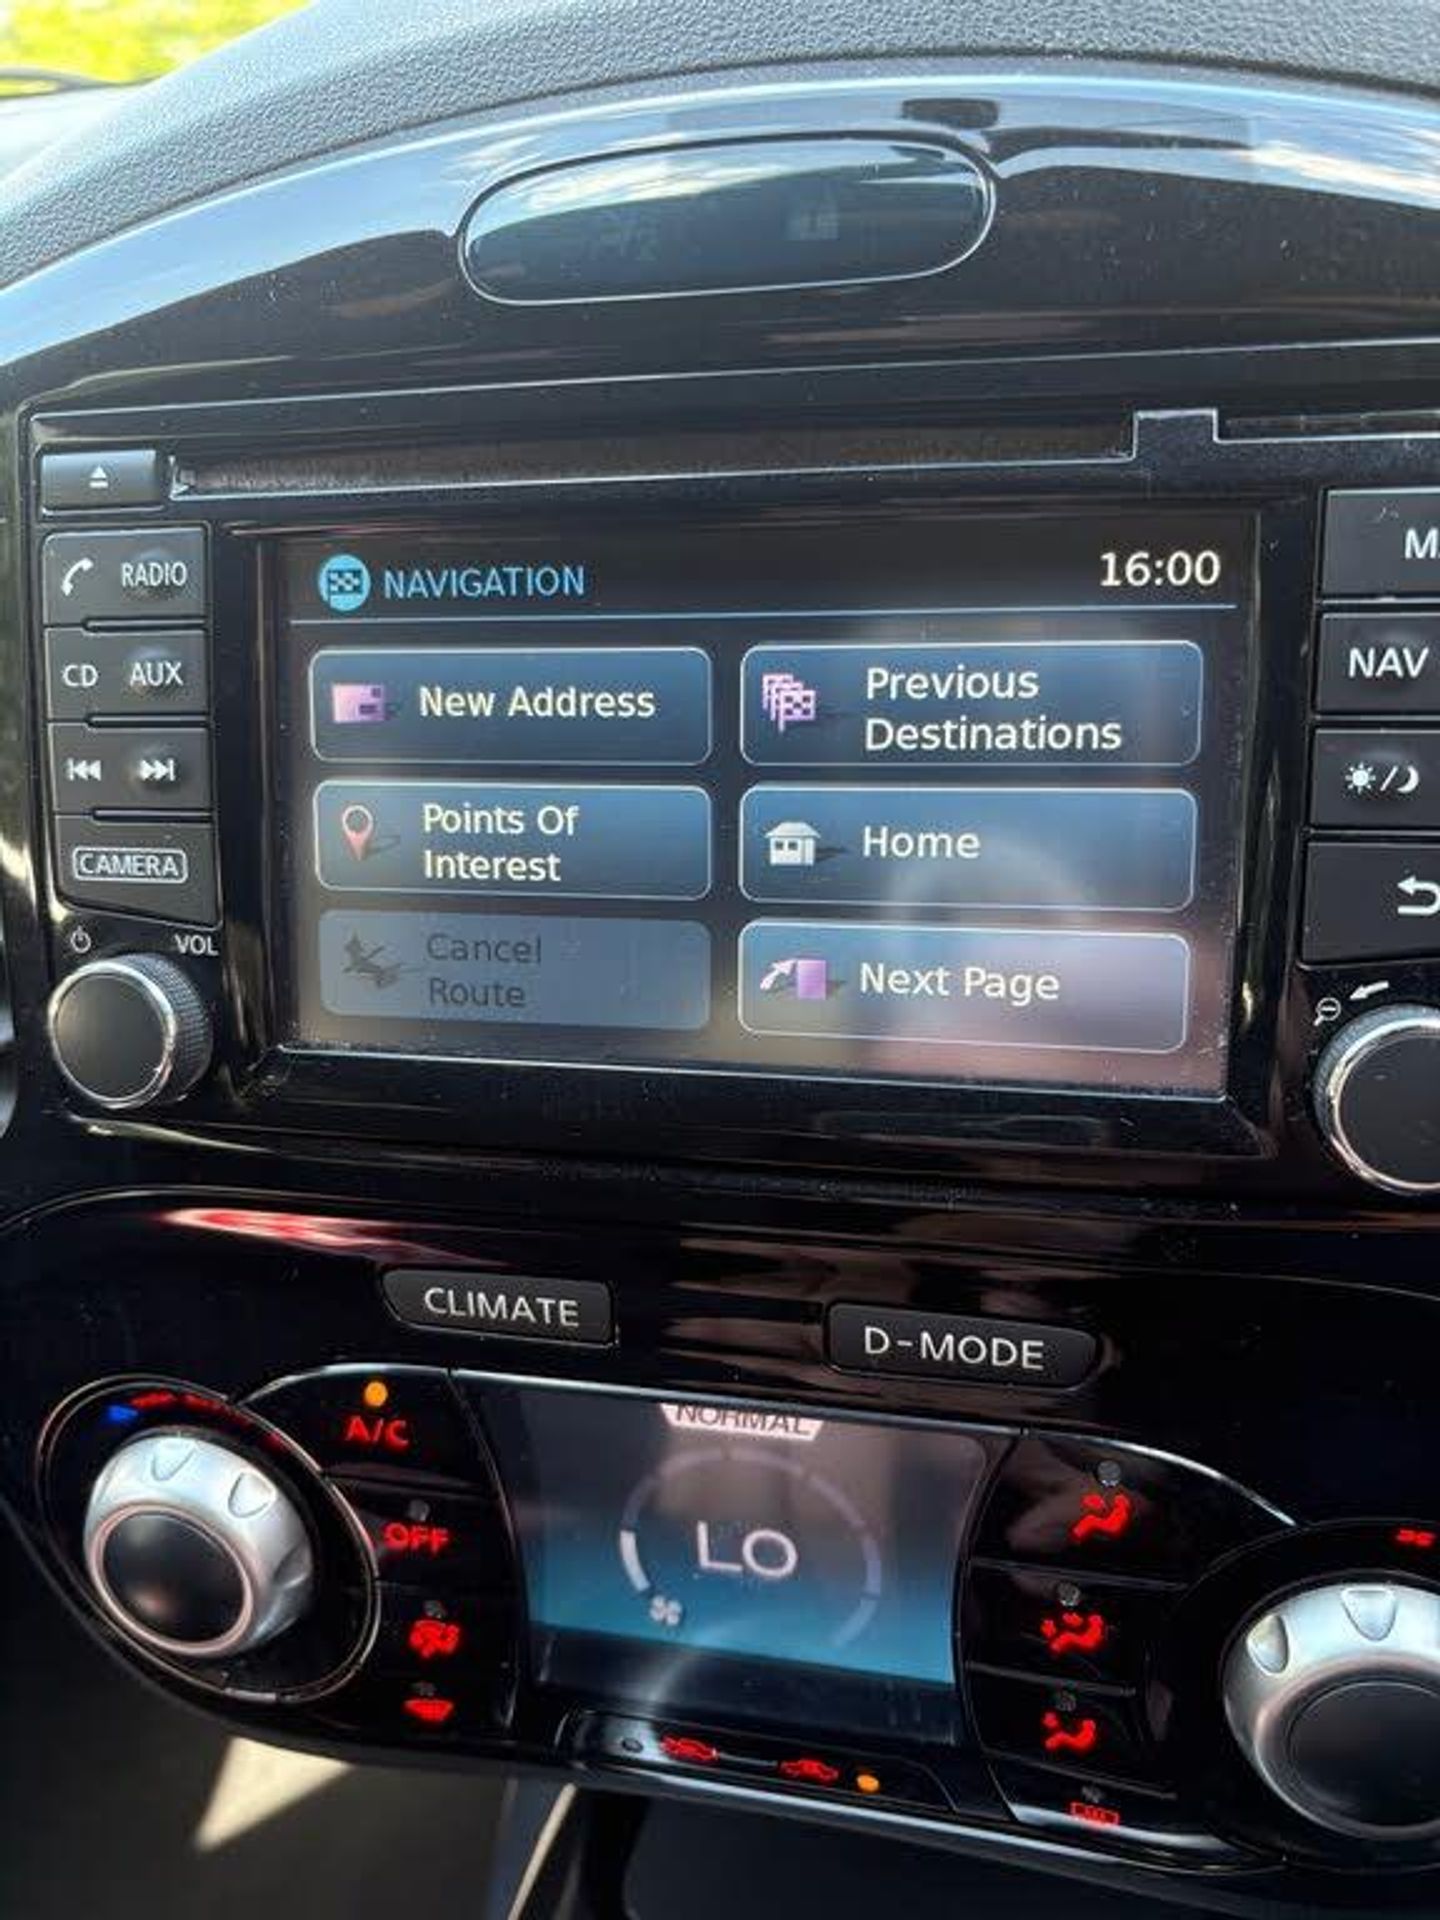 RADIO
CD AUX
CAMERA
VOL
NAVIGATION
16:00
New Address
Previous
Destinations
Points Of
Interest
Home
Cancel
Route
Next Page
NAV
CLIMATE
D-MODE
A/C
OFF
NORMAL
LO